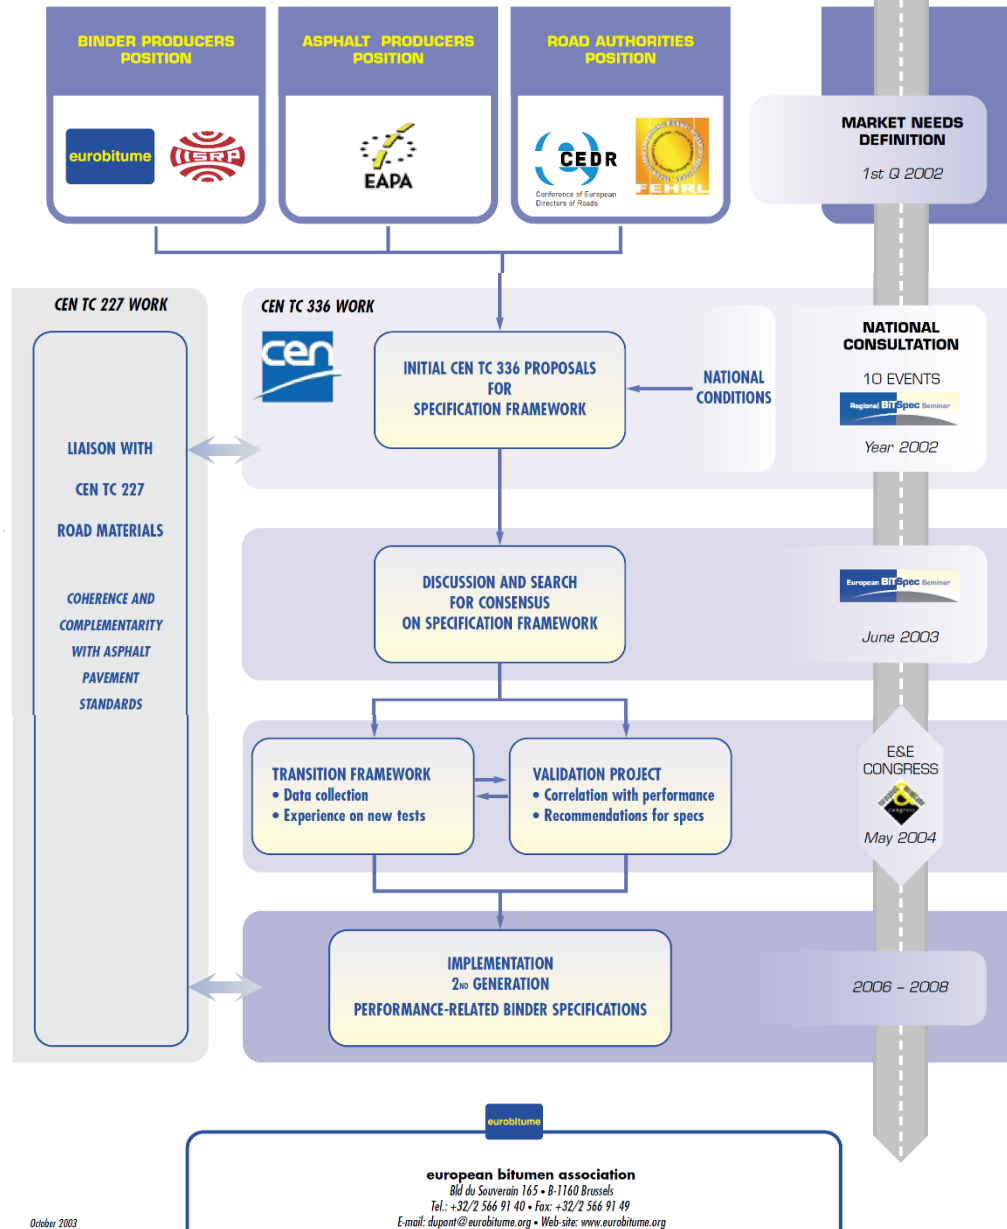 BINDER PRODUCERS
POSITION
eurobitume
IISRP
ASPHALT PRODUCERS
POSITION
EAPA
ROAD AUTHORITIES
POSITION
CEDR
Conference of European
Directors of Roads
FEHRL
MARKET NEEDS
DEFINITION
1st Q 2002
CEN TC 227 WORK
LIAISON WITH
CEN TC 227
ROAD MATERIALS
COHERENCE AND
COMPLEMENTARITY
WITH ASPHALT
PAVEMENT
STANDARDS
CEN TC 336 WORK
cen
INITIAL CEN TC 336 PROPOSALS
FOR
SPECIFICATION FRAMEWORK
NATIONAL
CONDITIONS
NATIONAL
CONSULTATION
10 EVENTS
Regional BiTSpec Seminar
Year 2002
DISCUSSION AND SEARCH
FOR CONSENSUS
ON SPECIFICATION FRAMEWORK
European BiTSpec Seminar
June 2003
TRANSITION FRAMEWORK
• Data collection
• Experience on new tests
VALIDATION PROJECT
• Correlation with performance
• Recommendations for specs
E&E
CONGRESS
congress
May 2004
IMPLEMENTATION
2ND GENERATION
PERFORMANCE-RELATED BINDER SPECIFICATIONS
2006 – 2008
eurobitume
european bitumen association
Bld du Souverain 165 • B-1160 Brussels
Tel.: +32/2 566 91 40 • Fax: +32/2 566 91 49
E-mail: dupont@eurobitume.org • Web-site: www.eurobitume.org
October 2003